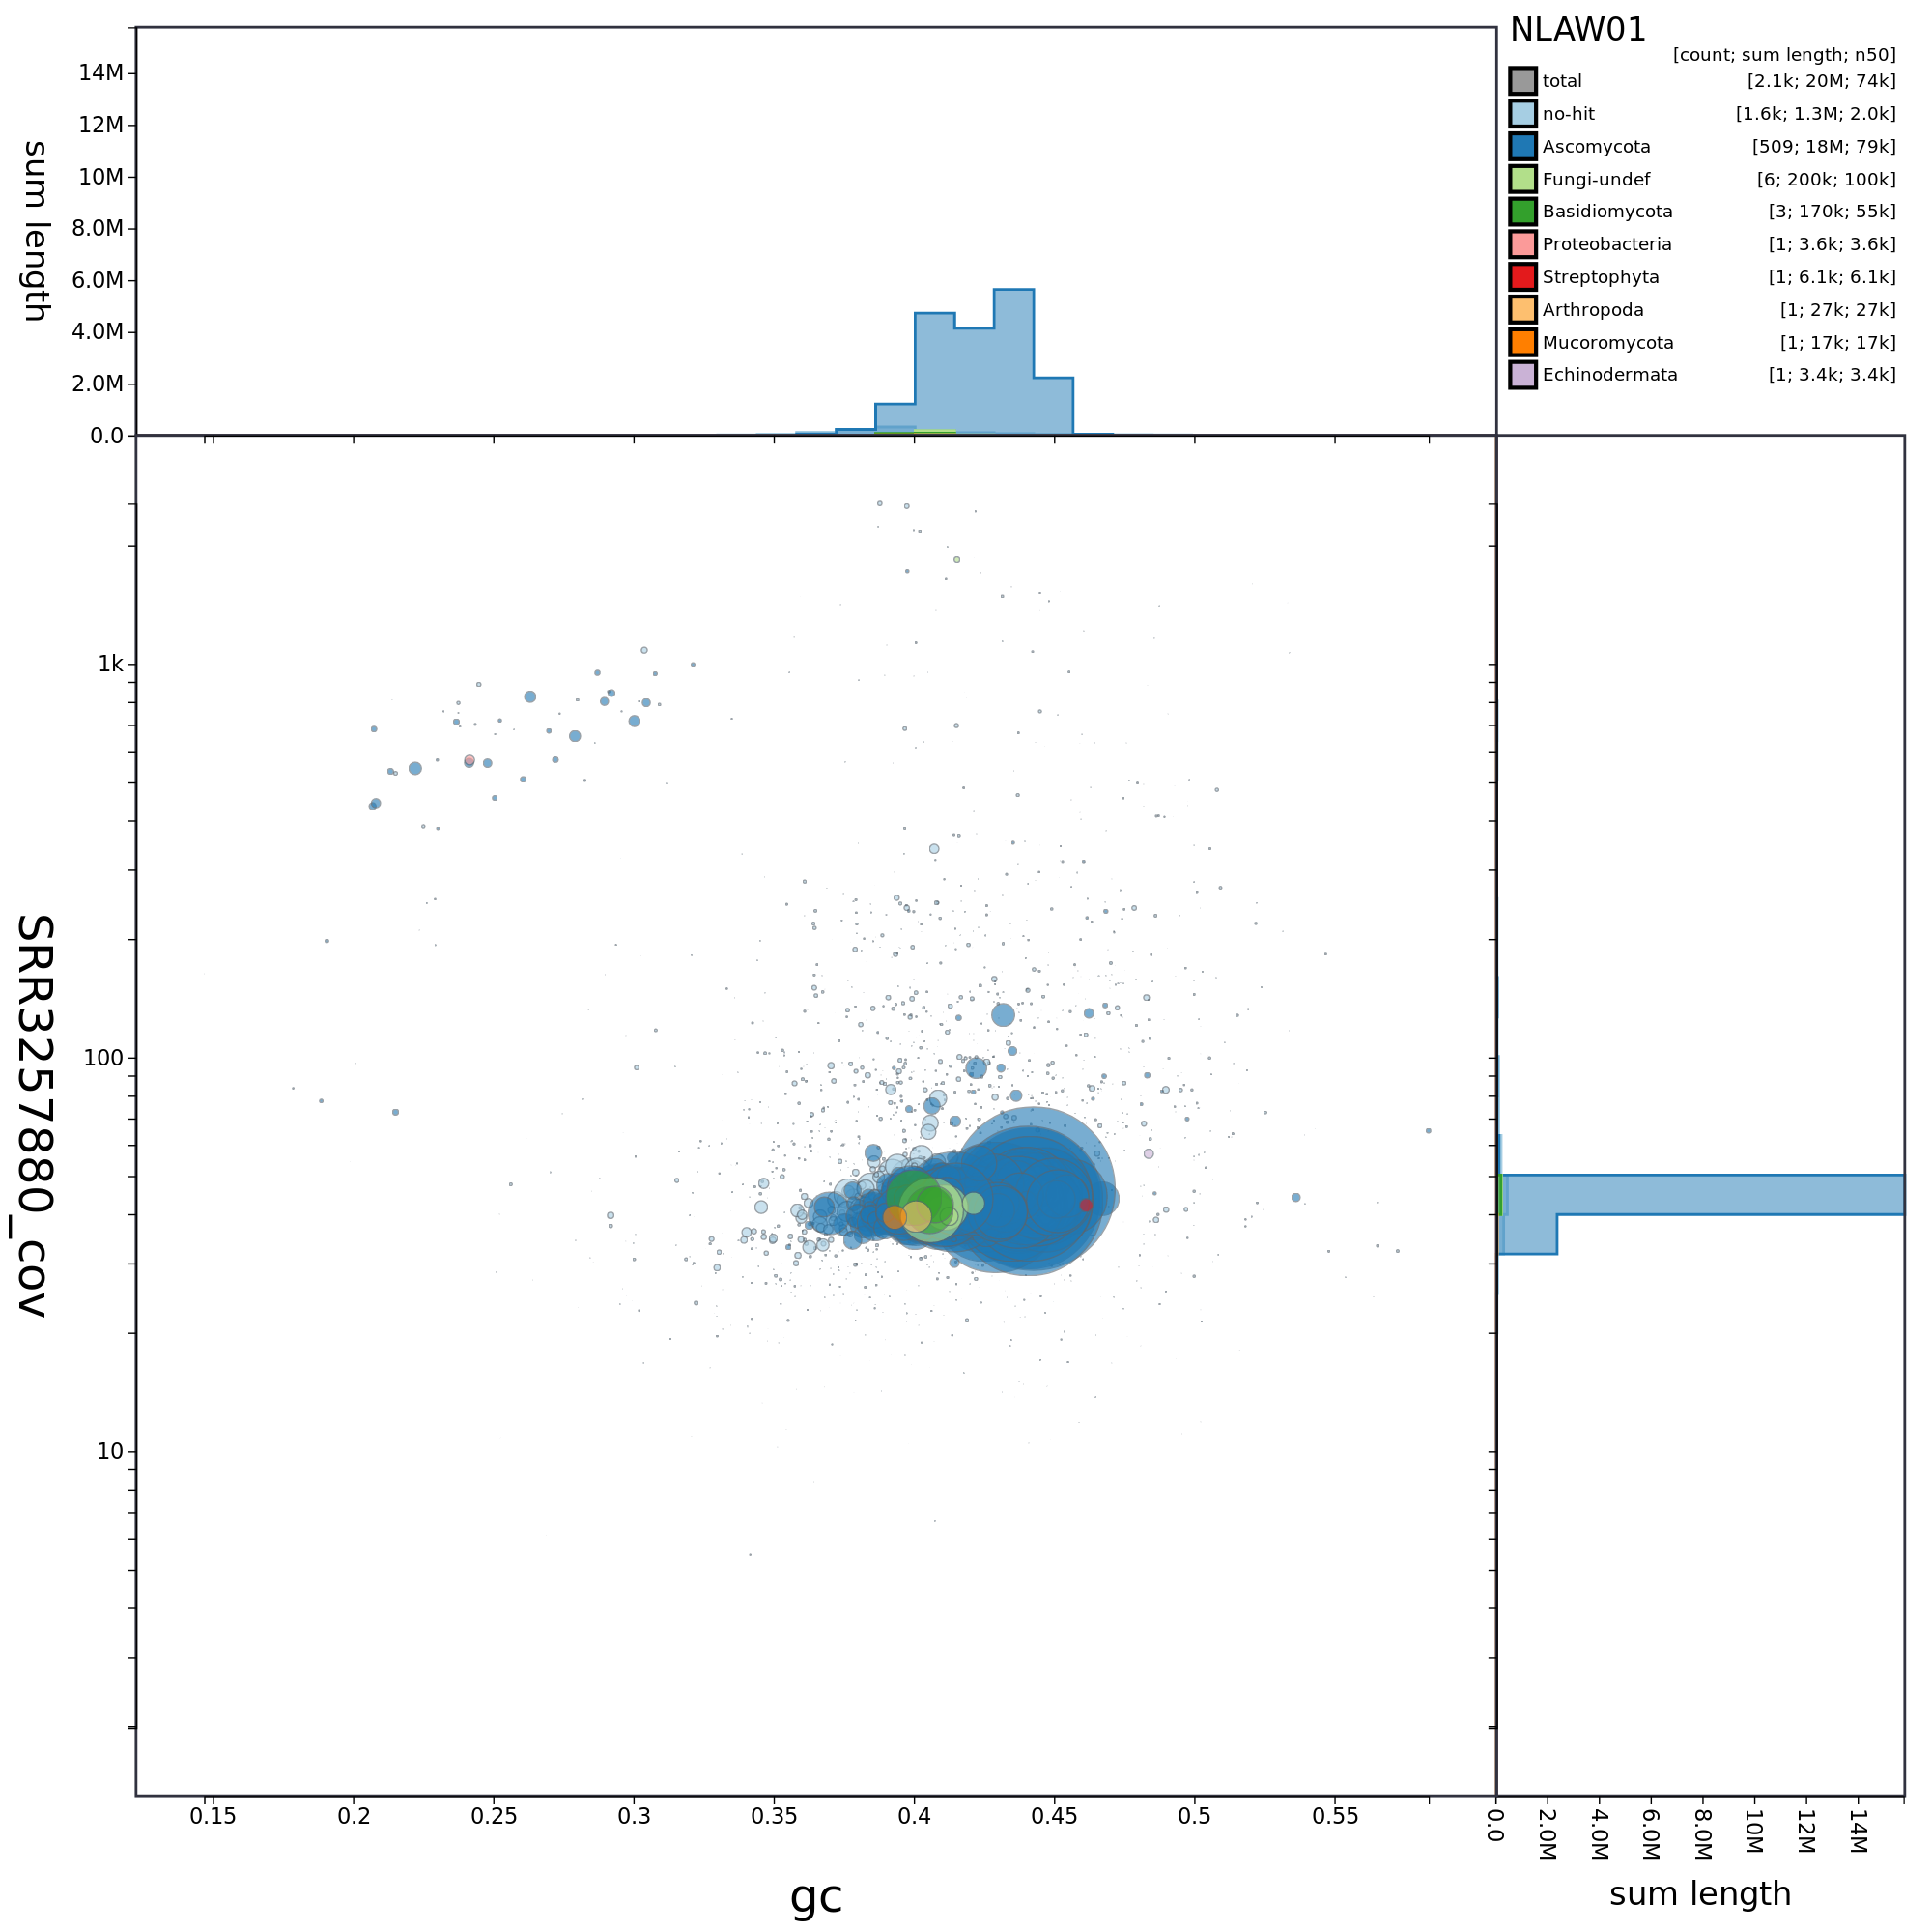 NLAW01
[count; sum length; n50]
total [2.1k; 20M; 74k]
no-hit [1.6k; 1.3M; 2.0k]
Ascomycota [509; 18M; 79k]
Fungi-undef [6; 200k; 100k]
Basidiomycota [3; 170k; 55k]
Proteobacteria [1; 3.6k; 3.6k]
Streptophyta [1; 6.1k; 6.1k]
Arthropoda [1; 27k; 27k]
Mucoromycota [1; 17k; 17k]
Echinodermata [1; 3.4k; 3.4k]
sum length
14M
12M
10M
8.0M
6.0M
4.0M
2.0M
0.0
SRR3257880_cov
1k
100
10
0.15 0.2 0.25 0.3 0.35 0.4 0.45 0.5 0.55
gc
0.0 2.0M 4.0M 6.0M 8.0M 10M 12M 14M
sum length